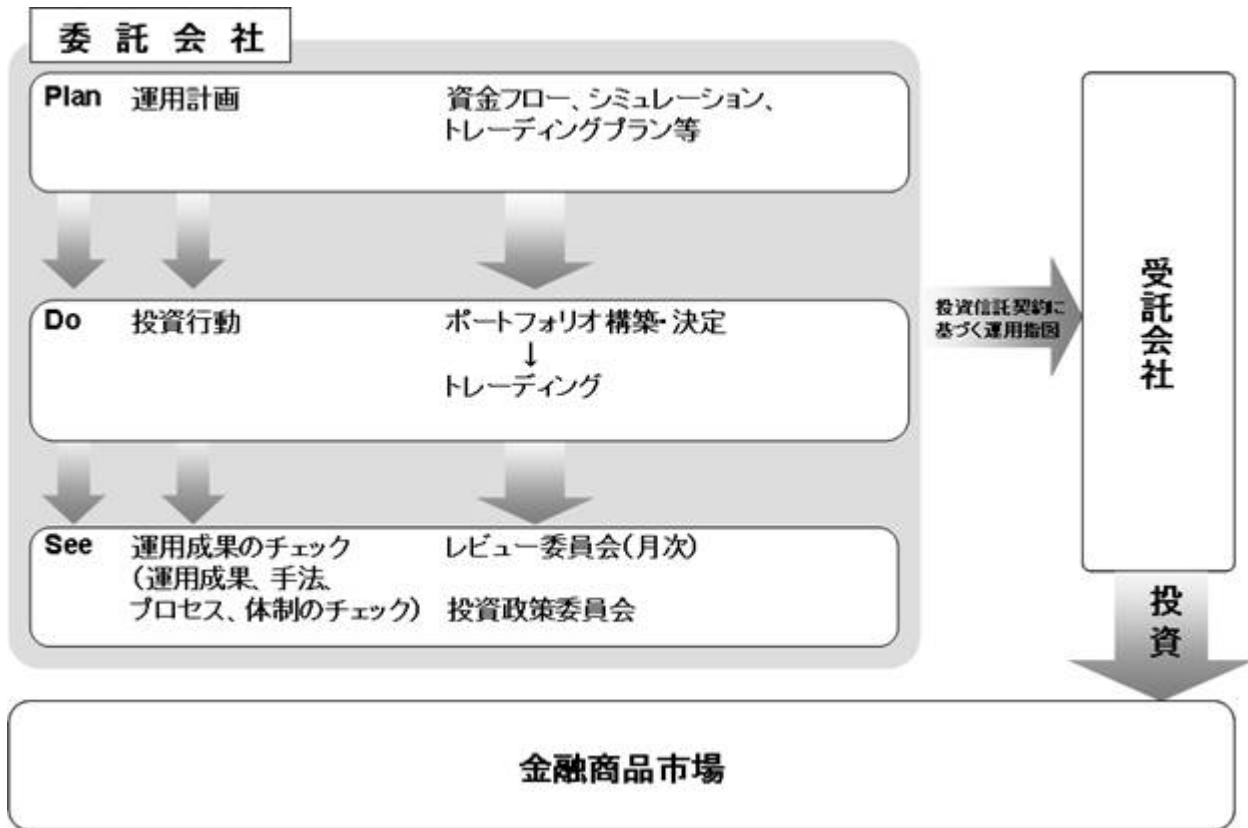 委託会社
Plan 運用計画 資金フロー、シミュレーション、
トレーディングプラン等
Do 投資行動 ポートフォリオ構築・決定
↓
トレーディング
See 運用成果のチェック レビュー委員会(月次)
(運用成果、手法、
プロセス、体制のチェック) 投資政策委員会
投資信託契約に
基づく運用指図
受託会社
投資
金融商品市場